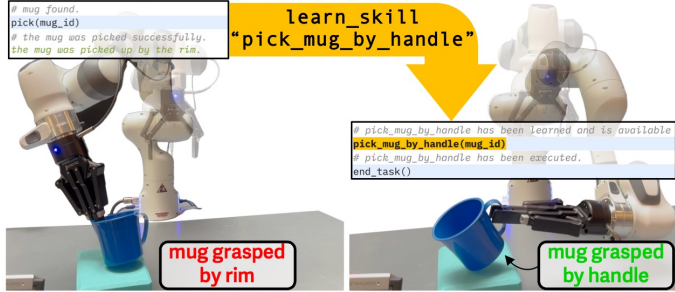 # mug found.
pick(mug_id)
# the mug was picked successfully.
the mug was picked up by the rim.
learn_skill
“pick_mug_by_handle”
# pick_mug_by_handle has been learned and is available
pick_mug_by_handle(mug_id)
# pick_mug_by_handle has been executed.
end_task()
mug grasped
by rim
mug grasped
by handle